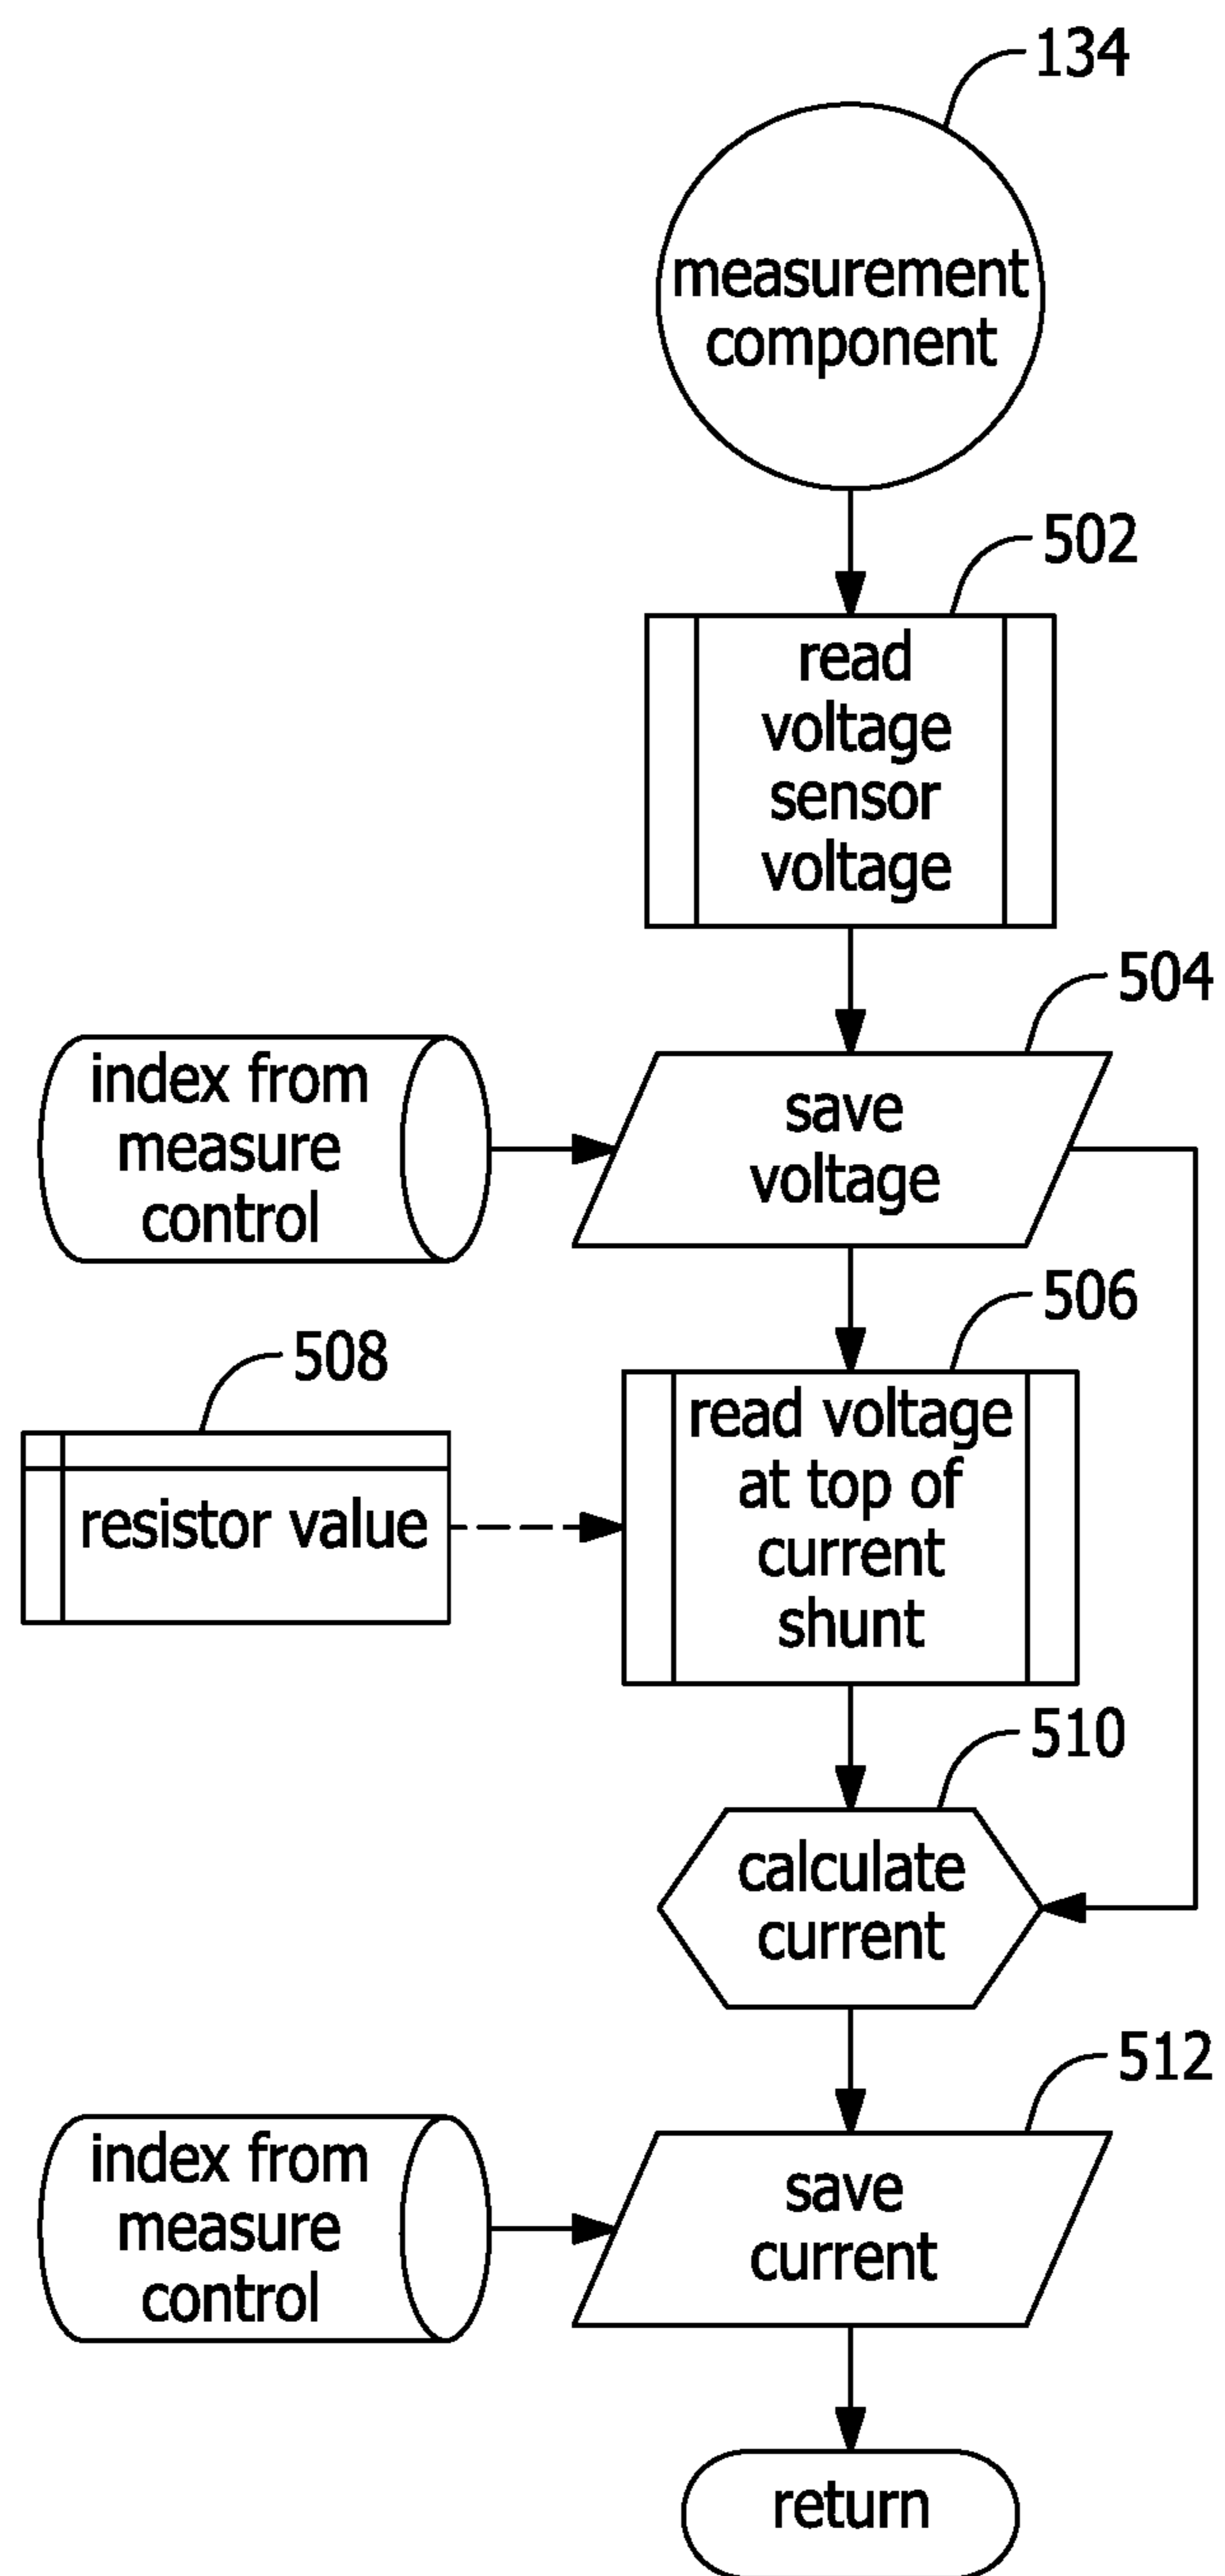 134
measurement
component
502
read
voltage
sensor
voltage
504
index from
measure
control
save
voltage
506
508
read voltage
at top of
current
shunt
resistor value
510
calculate
current
512
index from
measure
control
save
current
return